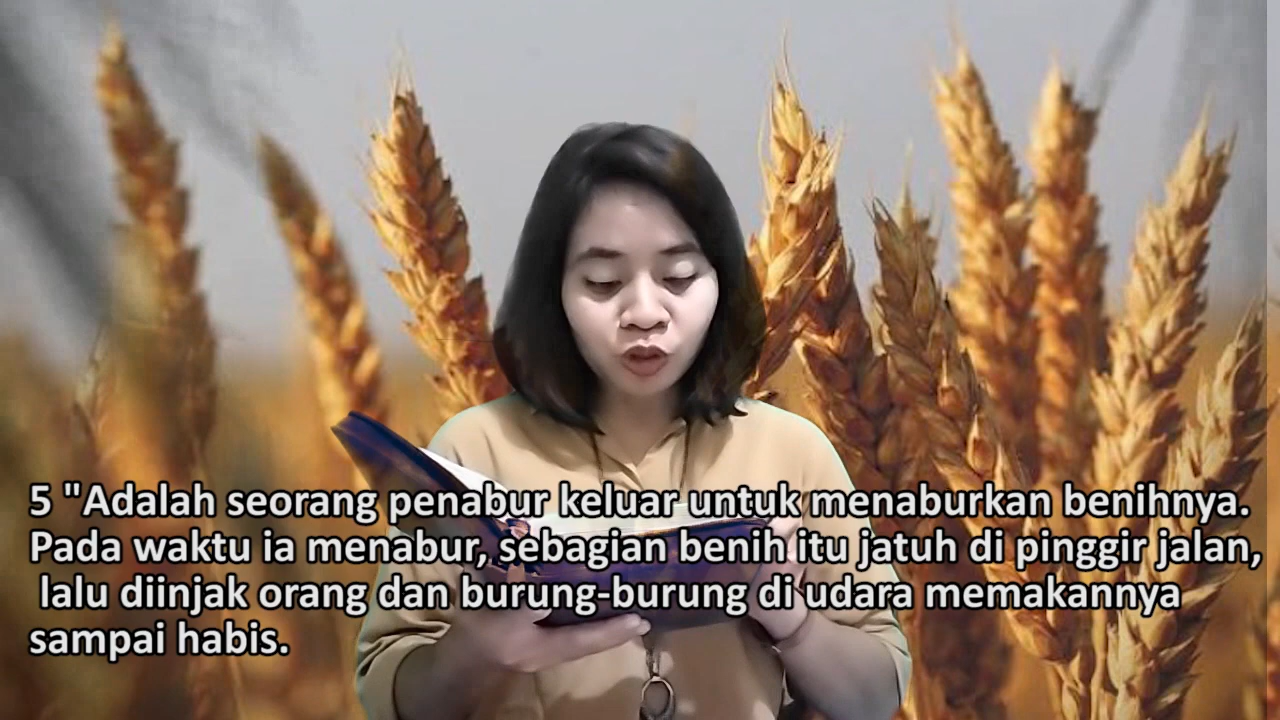 5 "Adalah seorang penabur keluar untuk menaburkan benihnya.
Pada waktu ia menabur, sebagian benih itu jatuh di pinggir jalan,
lalu diinjak orang dan burung-burung di udara memakannya
sampai habis.